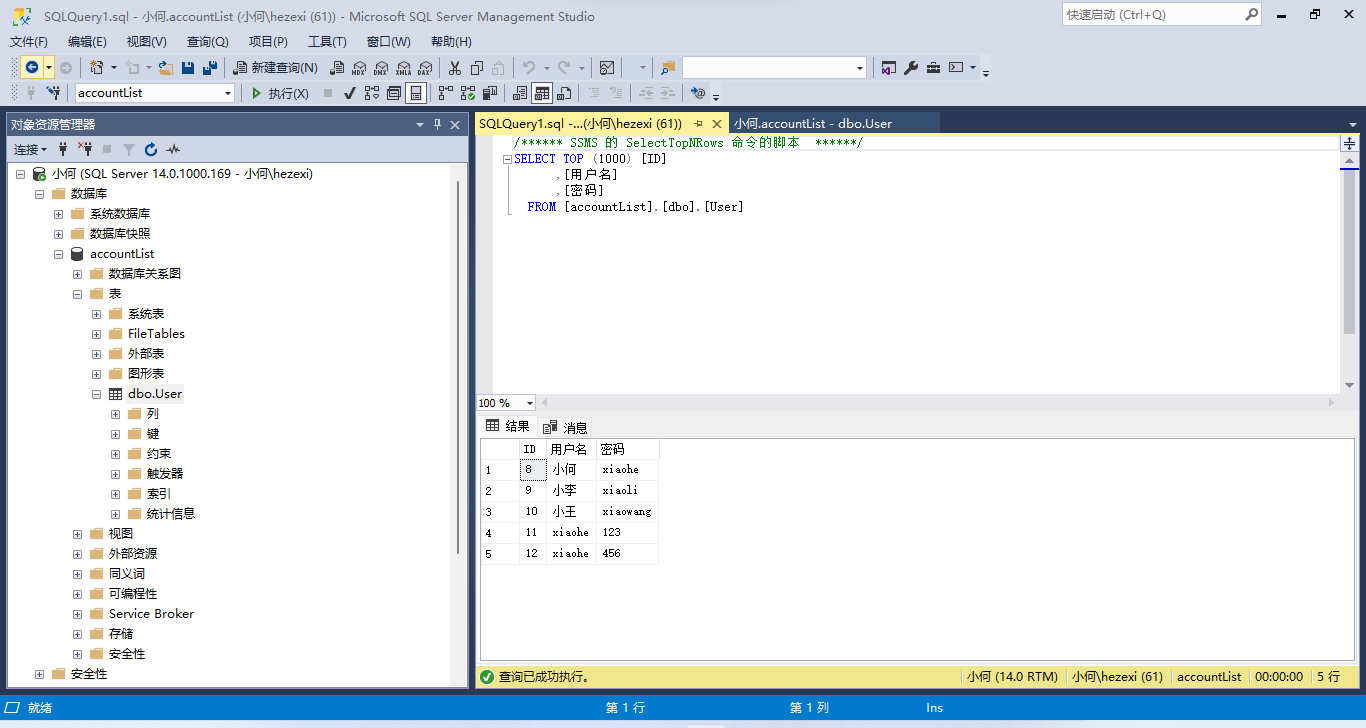 SQLQuery1.sql - 小何.accountList (小何\hezexi (61)) - Microsoft SQL Server Management Studio
快速启动 (Ctrl+Q)
文件(F) 编辑(E) 视图(V) 查询(Q) 项目(P) 工具(T) 窗口(W) 帮助(H)
新建查询(N) MDX DMX XMLA DAX
accountList 执行(X)
对象资源管理器
连接
小何 (SQL Server 14.0.1000.169 - 小何\hezexi)
数据库
系统数据库
数据库快照
accountList
数据库关系图
表
系统表
FileTables
外部表
图形表
dbo.User
列
键
约束
触发器
索引
统计信息
视图
外部资源
同义词
可编程性
Service Broker
存储
安全性
安全性
SQLQuery1.sql -...(小何\hezexi (61)) 小何.accountList - dbo.User
/****** SSMS 的 SelectTopNRows 命令的脚本 ******/
SELECT TOP (1000) [ID]
,[用户名]
,[密码]
FROM [accountList].[dbo].[User]
100 %
结果 消息
ID 用户名 密码
1 8 小何 xiaohe
2 9 小李 xiaoli
3 10 小王 xiaowang
4 11 xiaohe 123
5 12 xiaohe 456
查询已成功执行。 小何 (14.0 RTM) 小何\hezexi (61) accountList 00:00:00 5 行
就绪 第 1 行 第 1 列 Ins